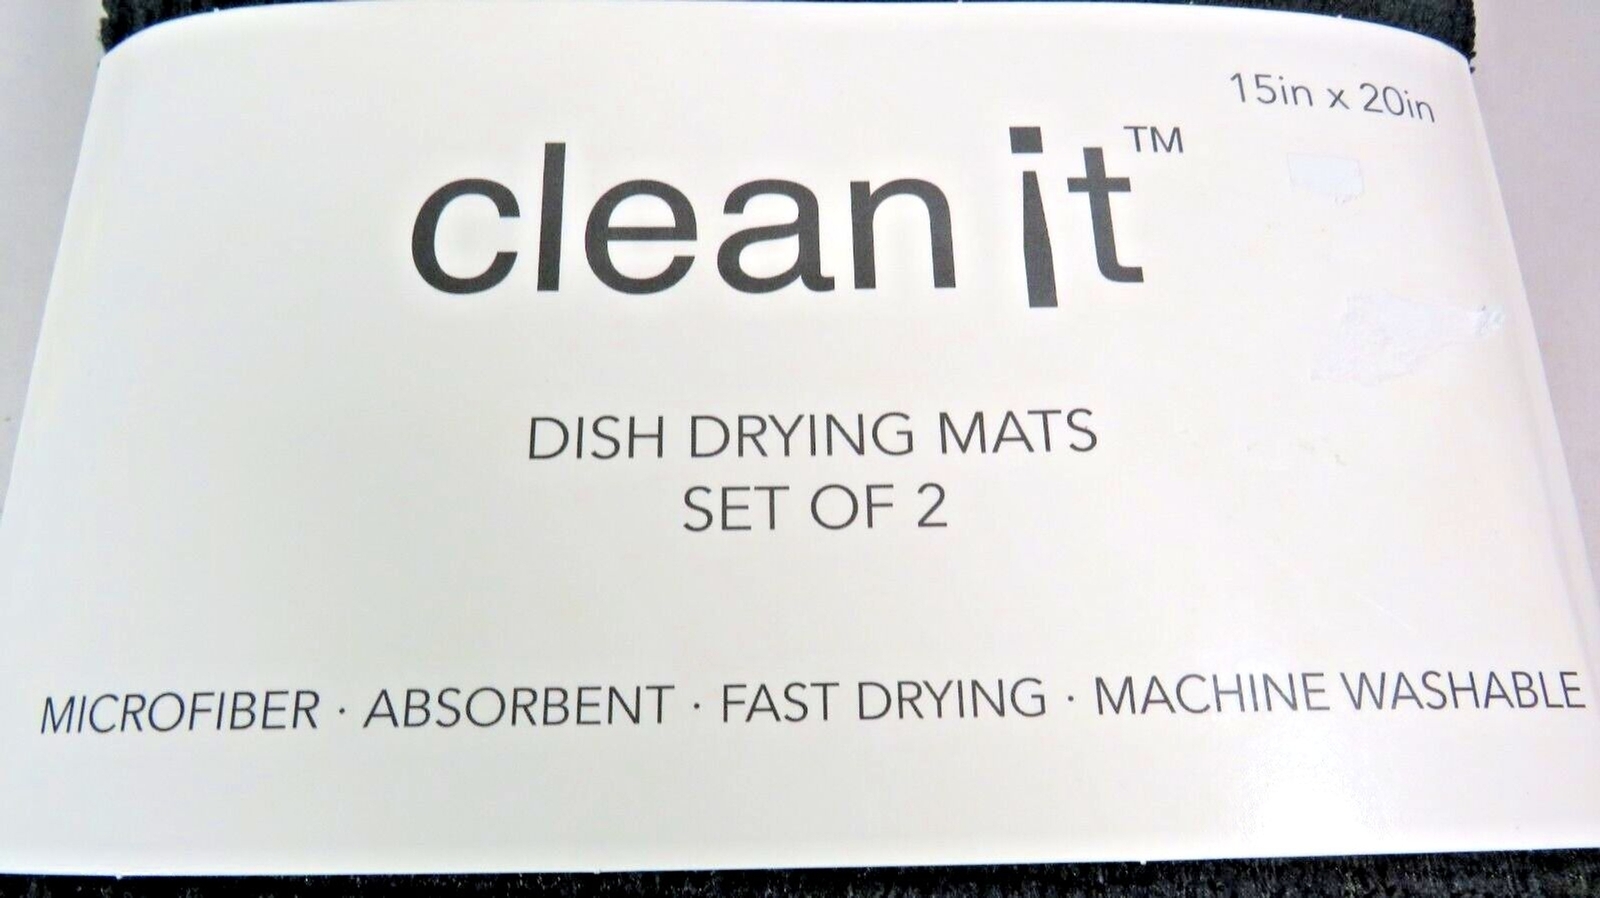 15in x 20in
clean it™
DISH DRYING MATS
SET OF 2
MICROFIBER · ABSORBENT · FAST DRYING · MACHINE WASHABLE